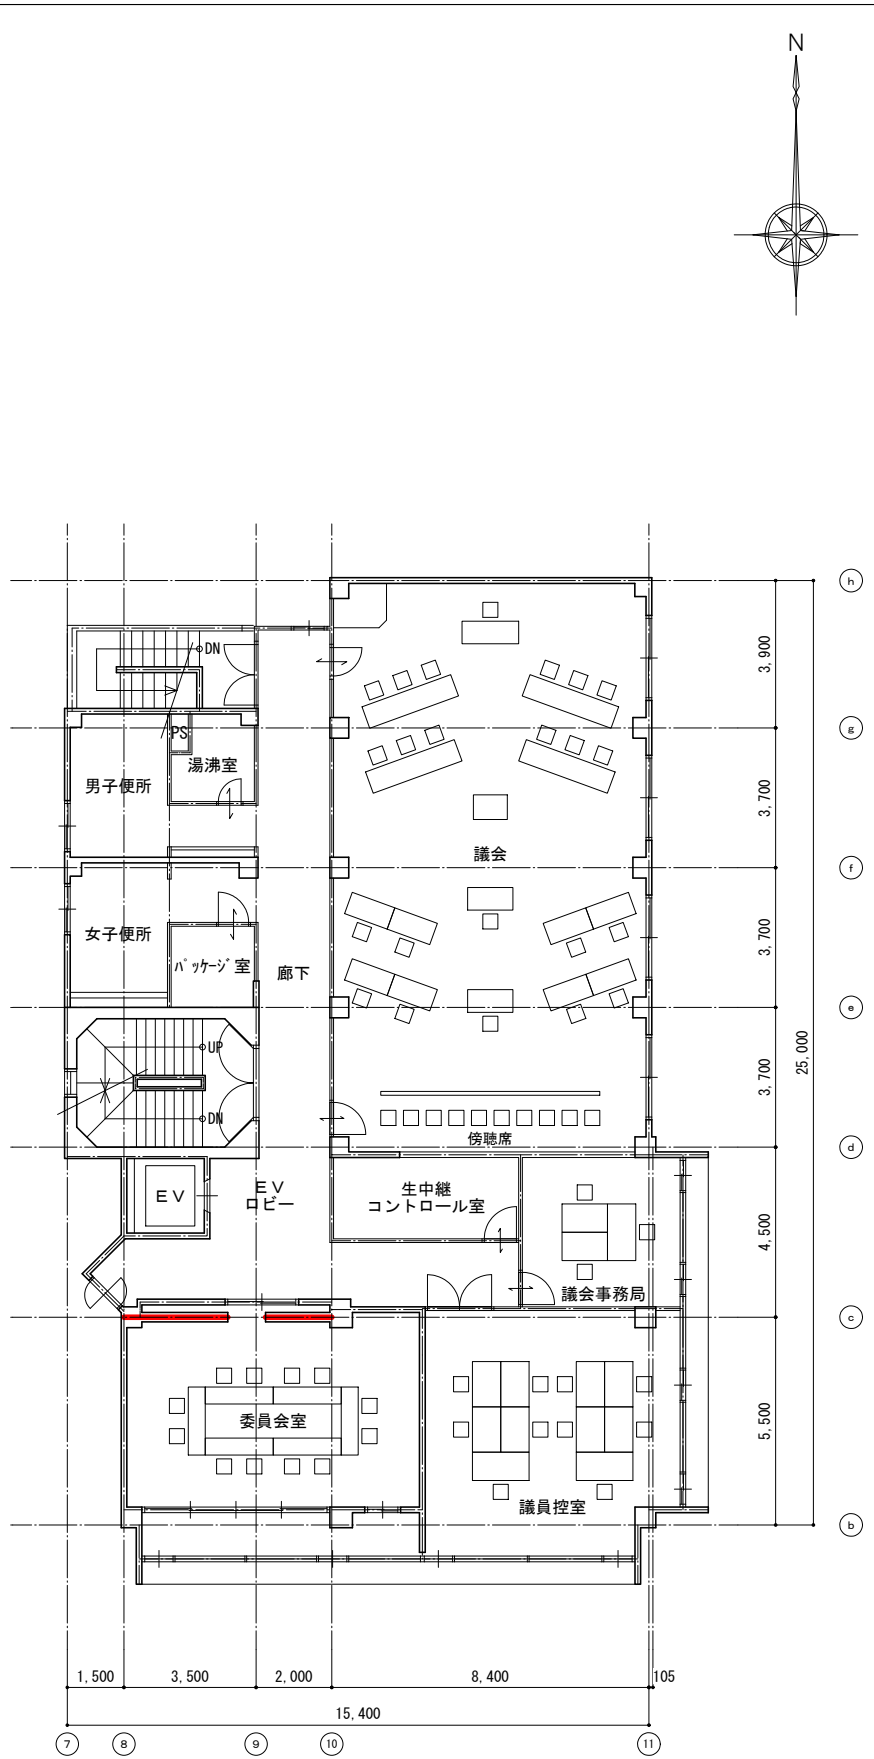 N
h
DN
3,900
g
PS
湯沸室
男子便所
3,700
議会
f
女子便所
パッケージ室
廊下
3,700
e
UP
25,000
3,700
DN
傍聴席
d
EV
EV
ロビー
生中継
コントロール室
4,500
議会事務局
c
委員会室
5,500
議員控室
b
1,500
3,500
2,000
8,400
105
15,400
7
8
9
10
11